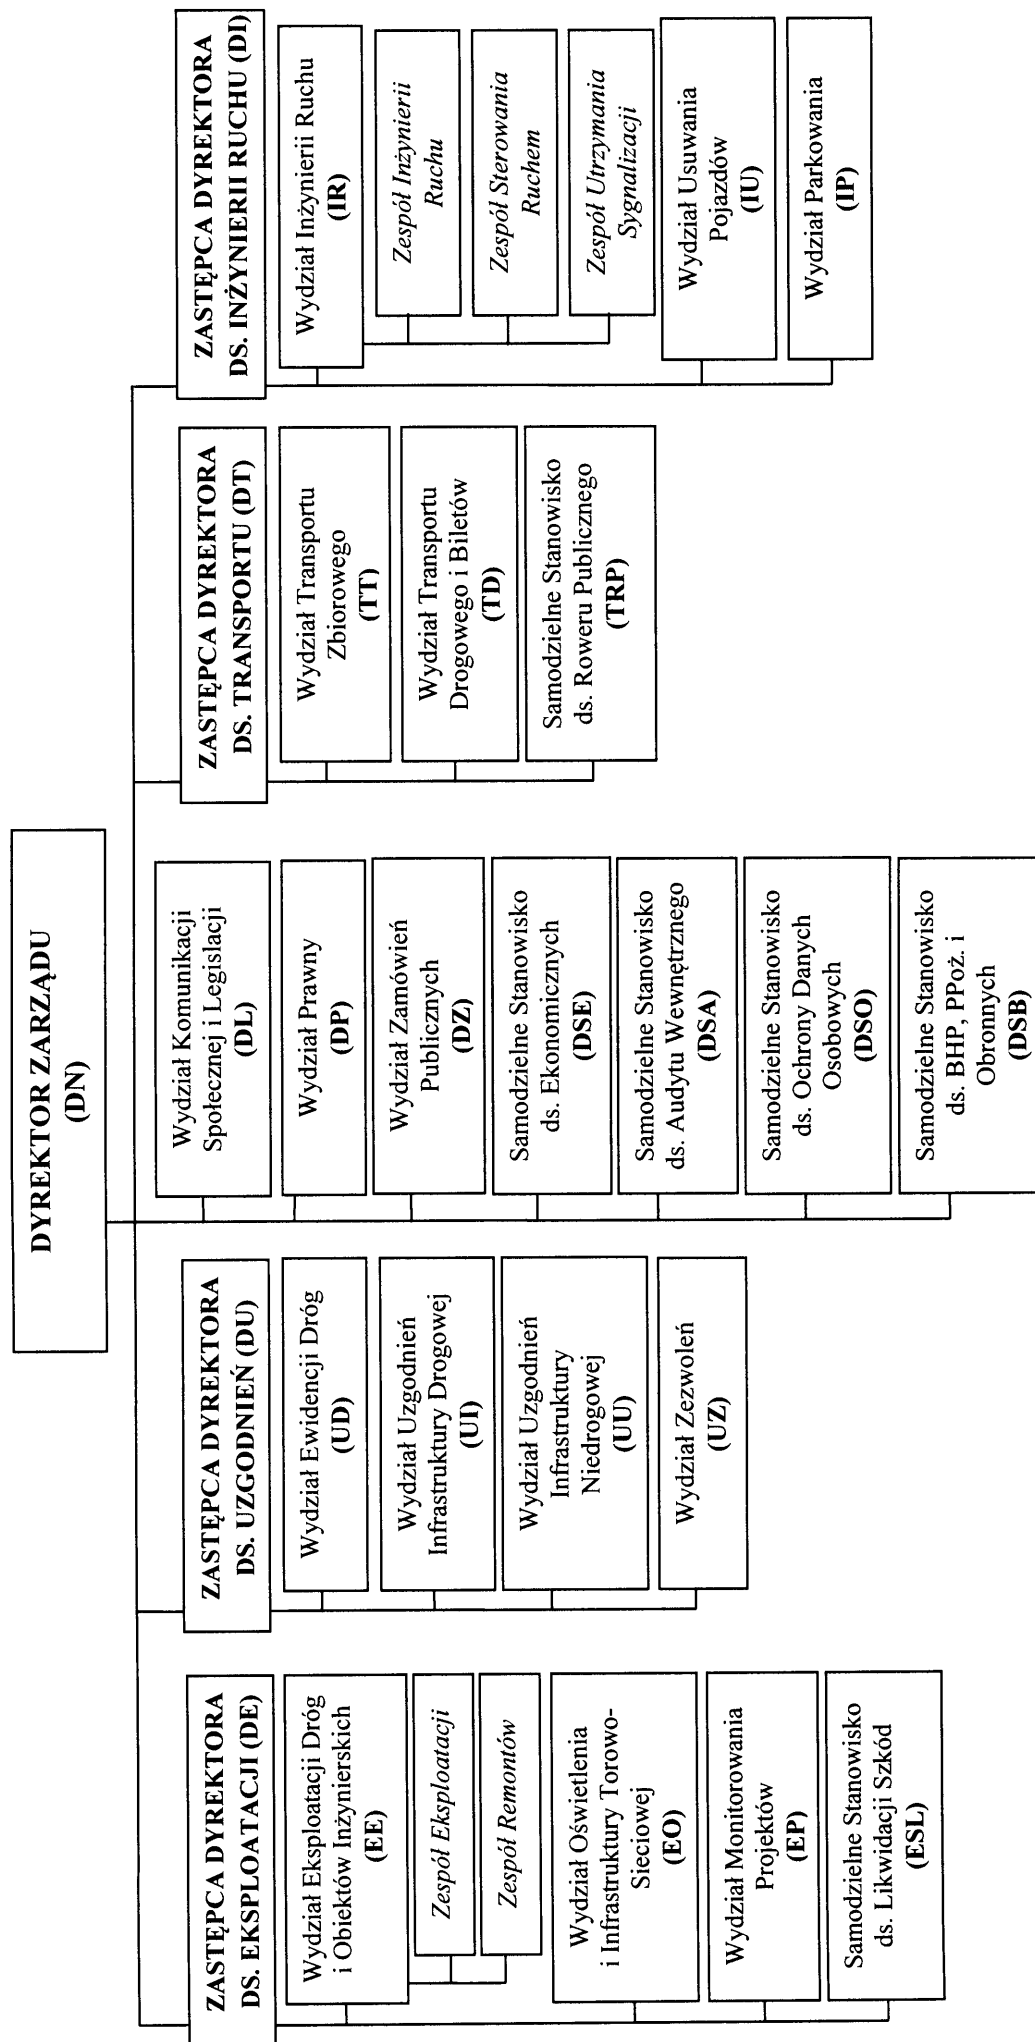 DYREKTOR ZARZĄDU
(DN)
ZASTĘPCA DYREKTORA
DS. EKSPLOATACJI (DE)
Wydział Eksploatacji Dróg
i Obiektów Inżynierskich
(EE)
Zespół Eksploatacji
Zespół Remontów
Wydział Oświetlenia
i Infrastruktury Torowo-
Sieciowej
(EO)
Wydział Monitorowania
Projektów
(EP)
Samodzielne Stanowisko
ds. Likwidacji Szkód
(ESL)
ZASTĘPCA DYREKTORA
DS. UZGODNIEŃ (DU)
Wydział Ewidencji Dróg
(UD)
Wydział Uzgodnień
Infrastruktury Drogowej
(UI)
Wydział Uzgodnień
Infrastruktury
Niedrogowej
(UU)
Wydział Zezwoleń
(UZ)
Wydział Komunikacji
Społecznej i Legislacji
(DL)
Wydział Prawny
(DP)
Wydział Zamówień
Publicznych
(DZ)
Samodzielne Stanowisko
ds. Ekonomicznych
(DSE)
Samodzielne Stanowisko
ds. Audytu Wewnętrznego
(DSA)
Samodzielne Stanowisko
ds. Ochrony Danych
Osobowych
(DSO)
Samodzielne Stanowisko
ds. BHP, PPoż. i
Obronnych
(DSB)
ZASTĘPCA DYREKTORA
DS. TRANSPORTU (DT)
Wydział Transportu
Zbiorowego
(TT)
Wydział Transportu
Drogowego i Biletów
(TD)
Samodzielne Stanowisko
ds. Roweru Publicznego
(TRP)
ZASTĘPCA DYREKTORA
DS. INŻYNIERII RUCHU (DI)
Wydział Inżynierii Ruchu
(IR)
Zespół Inżynierii
Ruchu
Zespół Sterowania
Ruchem
Zespół Utrzymania
Sygnalizacji
Wydział Usuwania
Pojazdów
(IU)
Wydział Parkowania
(IP)